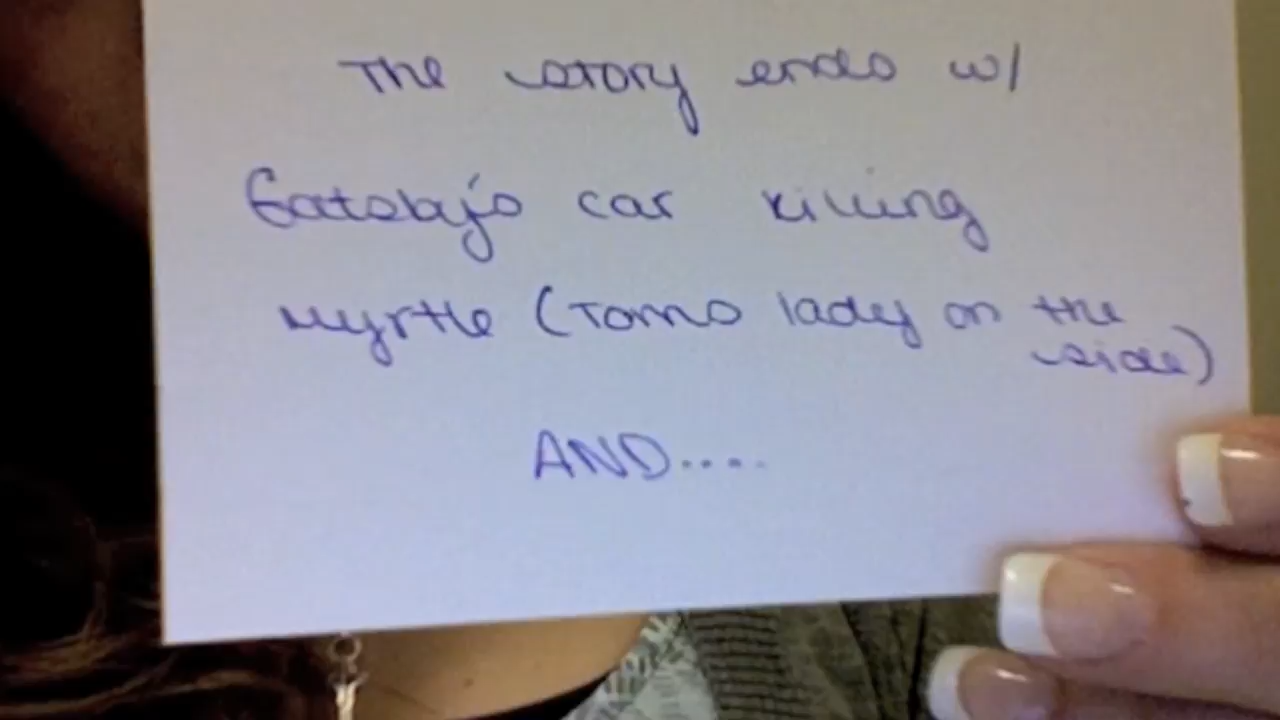 The story ends w/
Gatsby's car killing
Myrtle (Toms lady on the
side)
AND....